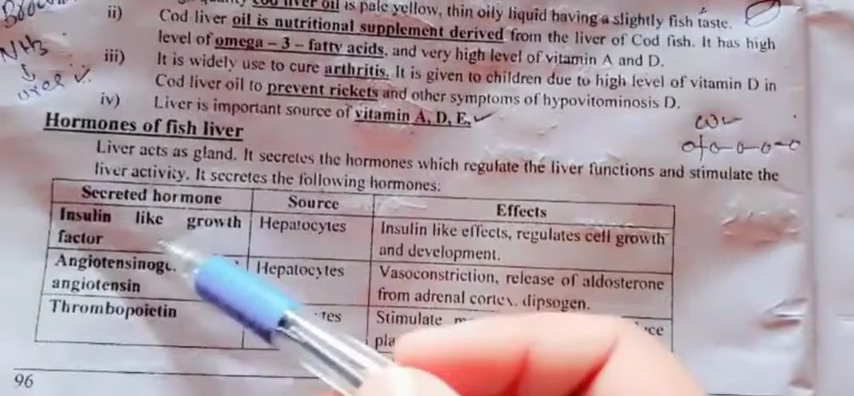 cod liver oil is pale yellow, thin oily liquid having a slightly fish taste.
ii) Cod liver oil is nutritional supplement derived from the liver of Cod fish. It has high
level of omega – 3 – fatty acids, and very high level of vitamin A and D.
iii) It is widely use to cure arthritis. It is given to children due to high level of vitamin D in
Cod liver oil to prevent rickets and other symptoms of hypovitominosis D.
iv) Liver is important source of vitamin A, D, E,
NH3
Hormones of fish liver
Liver acts as gland. It secretes the hormones which regulate the liver functions and stimulate the
liver activity. It secretes the following hormones:
Secreted hormone Source Effects
Insulin like growth factor Hepatocytes Insulin like effects, regulates cell growth
and development.
Angiotensinoge.
angiotensin Hepatocytes Vasoconstriction, release of aldosterone
from adrenal cortex, dipsogen.
Thrombopoietin tes Stimulate
pla
96